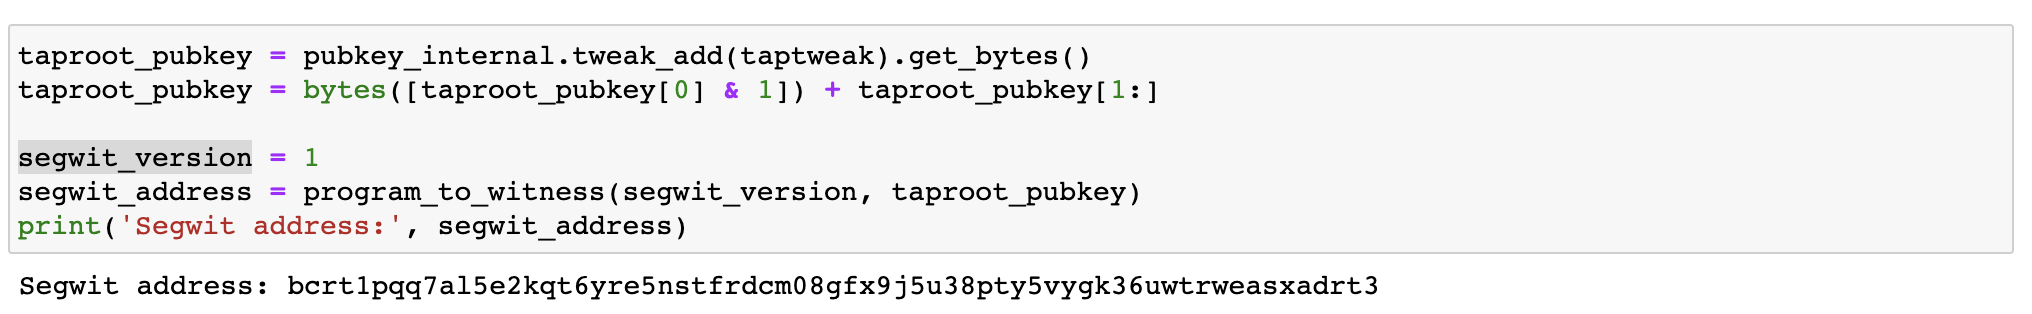 taproot_pubkey = pubkey_internal.tweak_add(taptweak).get_bytes()
taproot_pubkey = bytes([taproot_pubkey[0] & 1]) + taproot_pubkey[1:]
segwit_version = 1
segwit_address = program_to_witness(segwit_version, taproot_pubkey)
print('Segwit address:', segwit_address)
Segwit address: bcrt1pqq7al5e2kqt6yre5nstfrdcm08gfx9j5u38pty5vygk36uwtrweasxadrt3